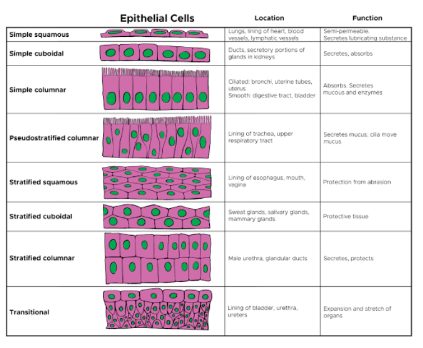 Epithelial Cells Location Function
Simple squamous
Lungs, lining of heart, blood
vessels, lymphatic vessels
Semi-permeable.
Secretes lubricating substance
Simple cuboidal
Ducts, secretory portions of
glands in kidneys
Secretes, absorbs
Simple columnar
Ciliated: bronchi, uterine tubes,
uterus
Smooth: digestive tract, bladder
Absorbs. Secretes
mucous and enzymes
Pseudostratified columnar
Lining of trachea, upper
respiratory tract
Secretes mucus; cilia move
mucus
Stratified squamous
Lining of esophagus, mouth,
vagina
Protection from abrasion
Stratified cuboidal
Sweat glands, salivary glands,
mammary glands
Protective tissue
Stratified columnar
Male urethra, glandular ducts
Secretes, protects
Transitional
Lining of bladder, urethra,
ureters
Expansion and stretch of
organs